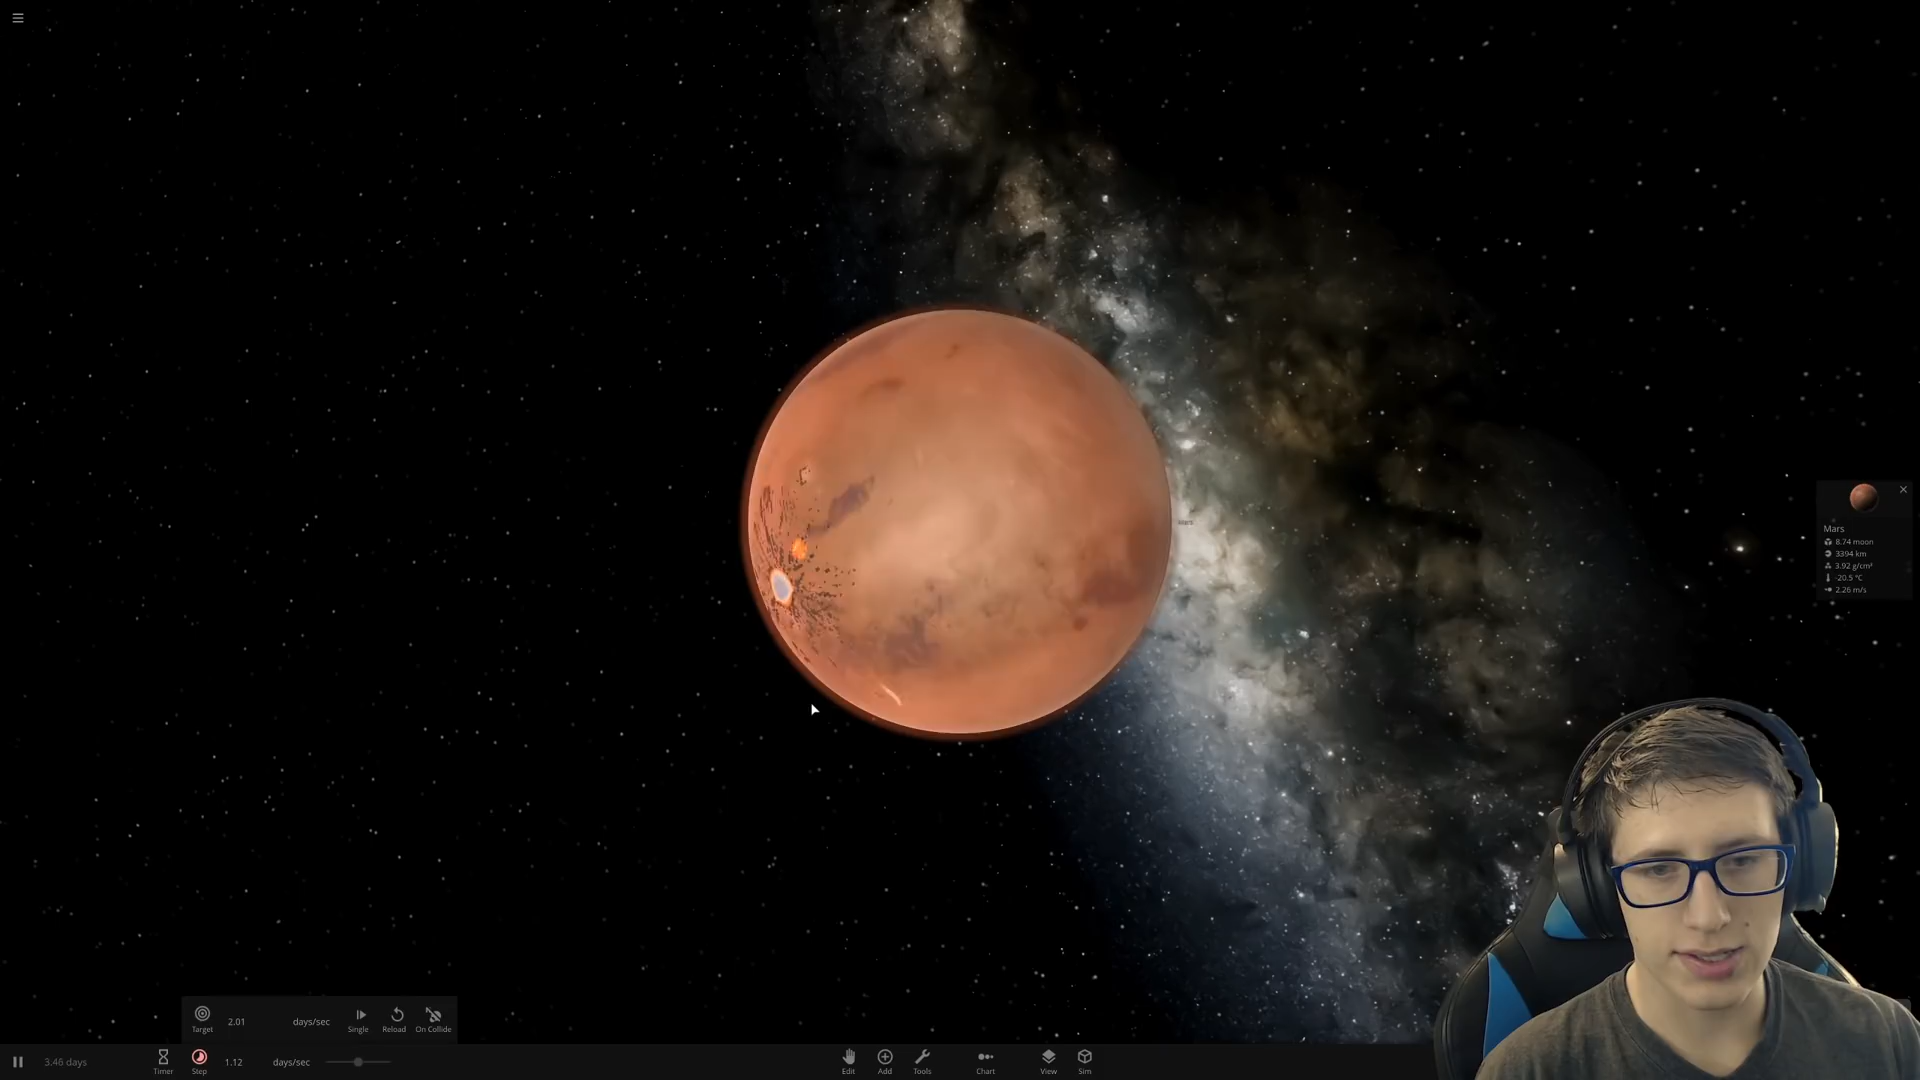 Mars
Mars
8.74 moon
3394 km
3.92 g/cm³
-20.5 °C
2.26 m/s
Target
2.01
days/sec
Single
Reload
On Collide
3.46 days
Timer
Step
1.12
days/sec
Edit
Add
Tools
Chart
View
Sim